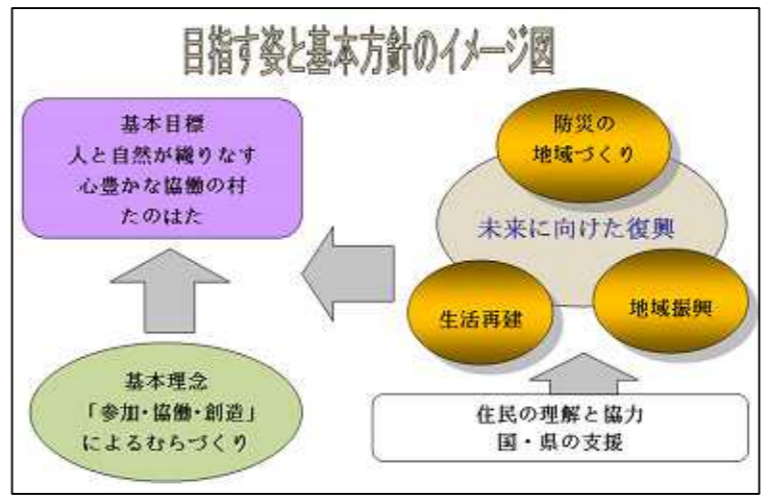 目指す姿と基本方針のイメージ図
基本目標
人と自然が織りなす
心豊かな協働の村
たのはた
防災の
地域づくり
未来に向けた復興
生活再建
地域振興
基本理念
「参加・協働・創造」
によるむらづくり
住民の理解と協力
国・県の支援